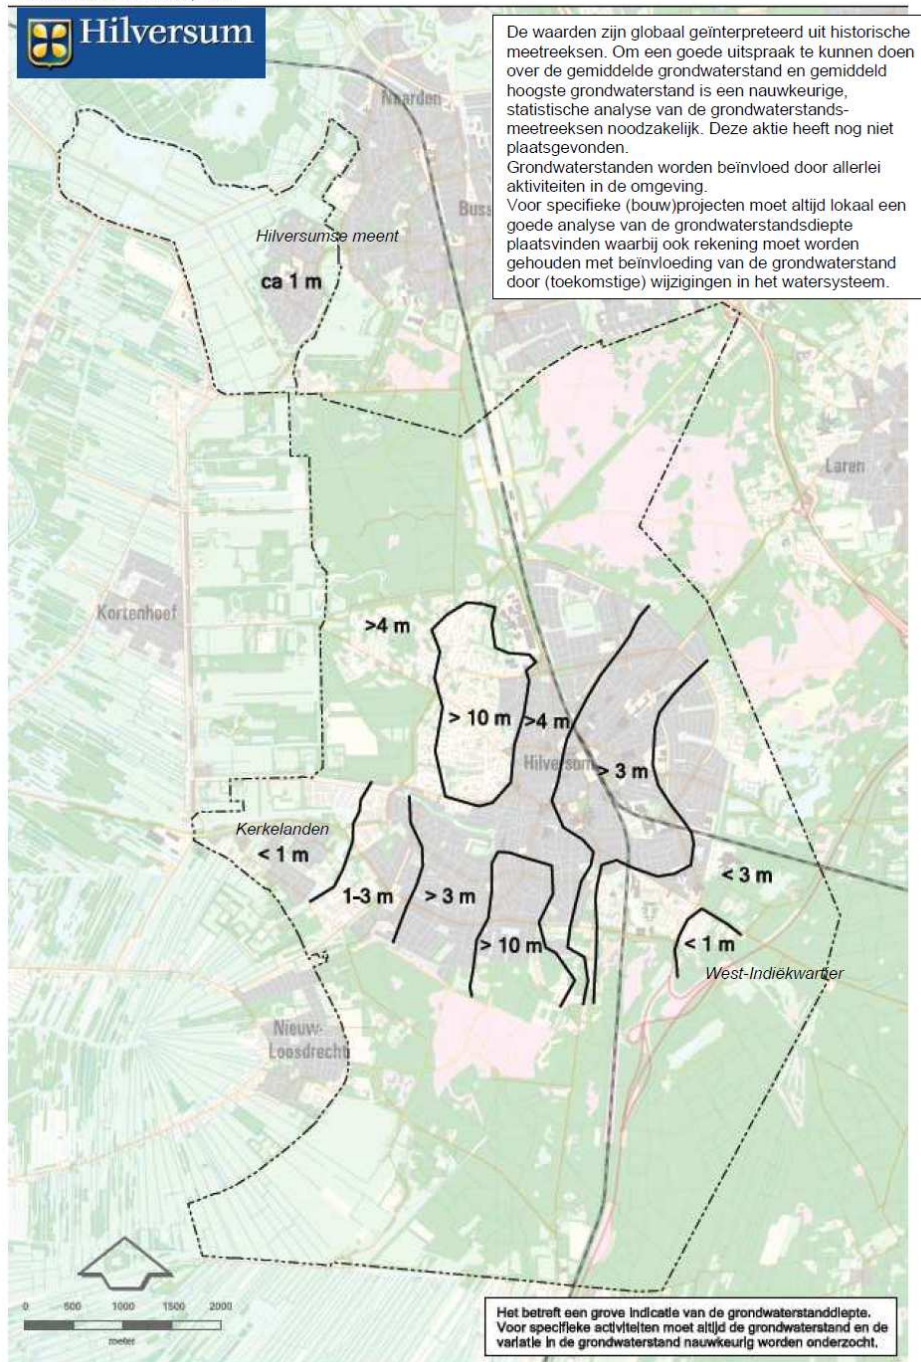 Hilversum
De waarden zijn globaal geïnterpreteerd uit historische
meetreeksen. Om een goede uitspraak te kunnen doen
over de gemiddelde grondwaterstand en gemiddeld
hoogste grondwaterstand is een nauwkeurige,
statistische analyse van de grondwaterstands-
meetreeksen noodzakelijk. Deze aktie heeft nog niet
plaatsgevonden.
Grondwaterstanden worden beïnvloed door allerlei
aktiviteiten in de omgeving.
Voor specifieke (bouw)projecten moet altijd lokaal een
goede analyse van de grondwaterstandsdiepte
plaatsvinden waarbij ook rekening moet worden
gehouden met beïnvloeding van de grondwaterstand
door (toekomstige) wijzigingen in het watersysteem.
Naarden
Buss
Hilversumse meent
ca 1 m
Laren
Kortenhoef
>4 m
> 10 m
>4 m
Hilversum
> 3 m
Kerkelanden
< 1 m
1-3 m
> 3 m
< 3 m
> 10 m
< 1 m
West-Indiëkwartier
Nieuw-
Loosdrecht
0 500 1000 1500 2000
meter
Het betreft een grove indicatie van de grondwaterstanddiepte.
Voor specifieke activiteiten moet altijd de grondwaterstand en de
variatie in de grondwaterstand nauwkeurig worden onderzocht.